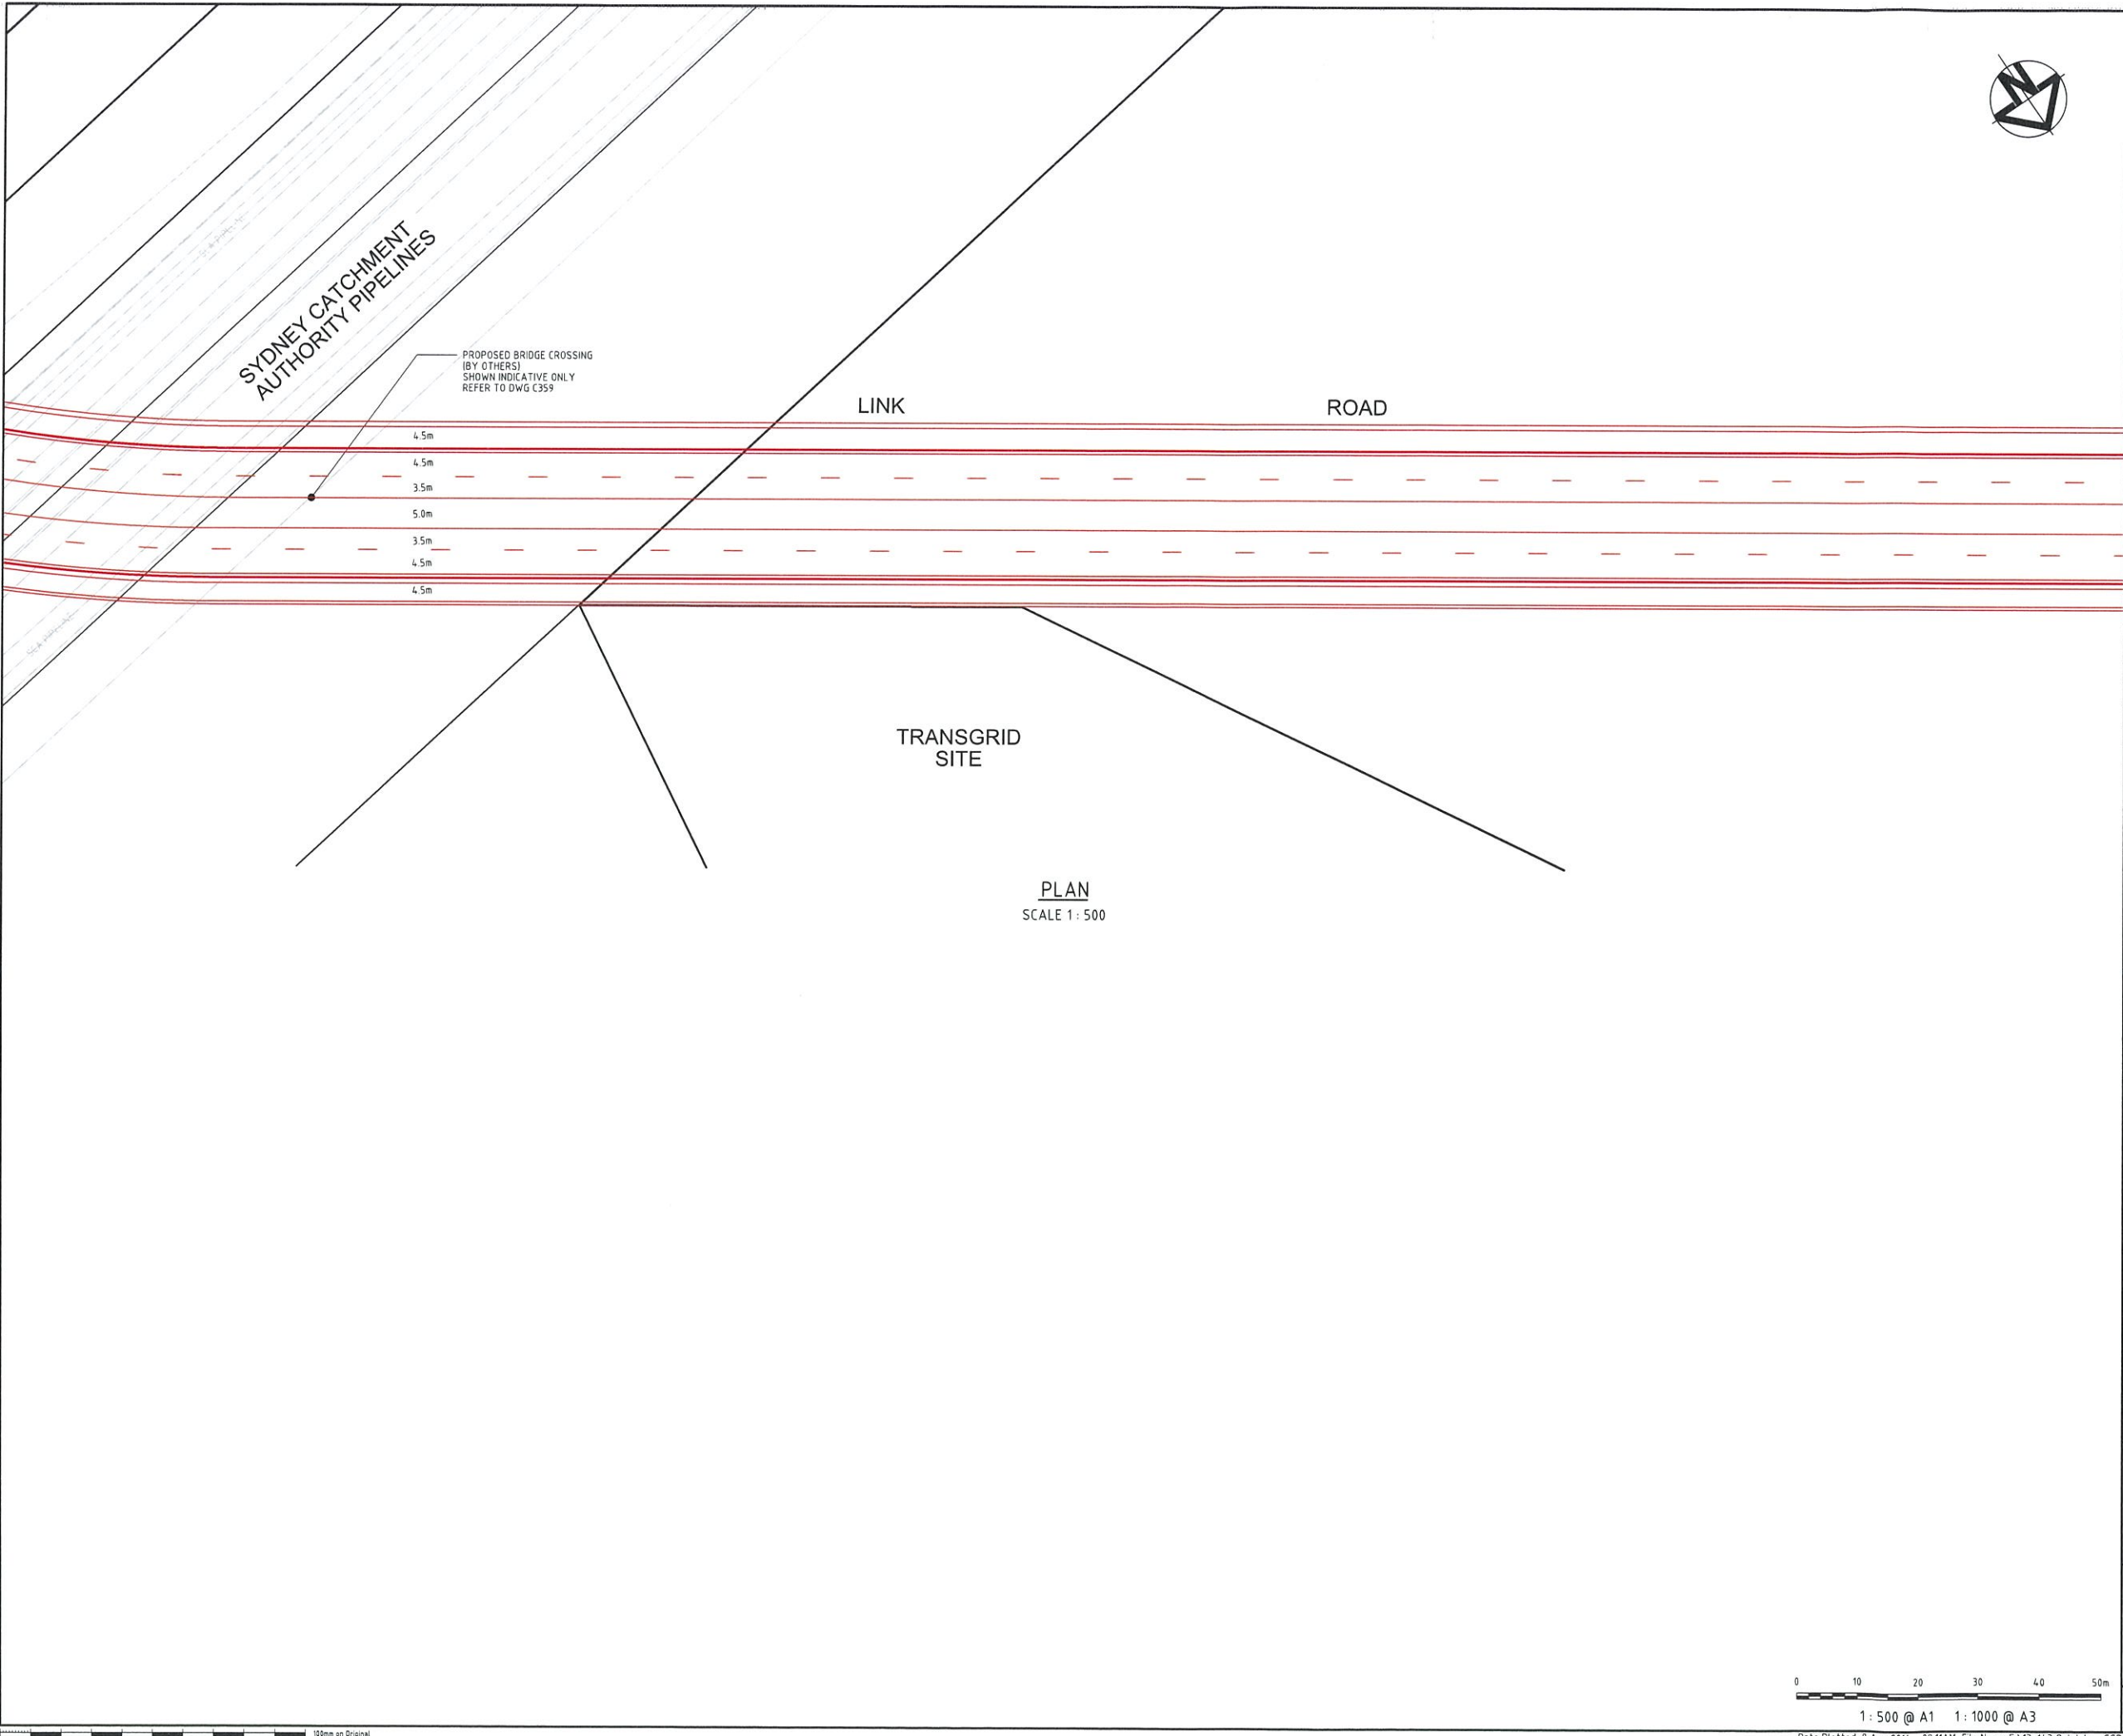 N
SYDNEY CATCHMENT
AUTHORITY PIPELINES
PROPOSED BRIDGE CROSSING
(BY OTHERS)
SHOWN INDICATIVE ONLY
REFER TO DWG C359
LINK ROAD
4.5m
4.5m
3.5m
5.0m
3.5m
4.5m
4.5m
TRANSGRID
SITE
PLAN
SCALE 1 : 500
0 10 20 30 40 50m
1 : 500 @ A1 1 : 1000 @ A3
100mm on Original